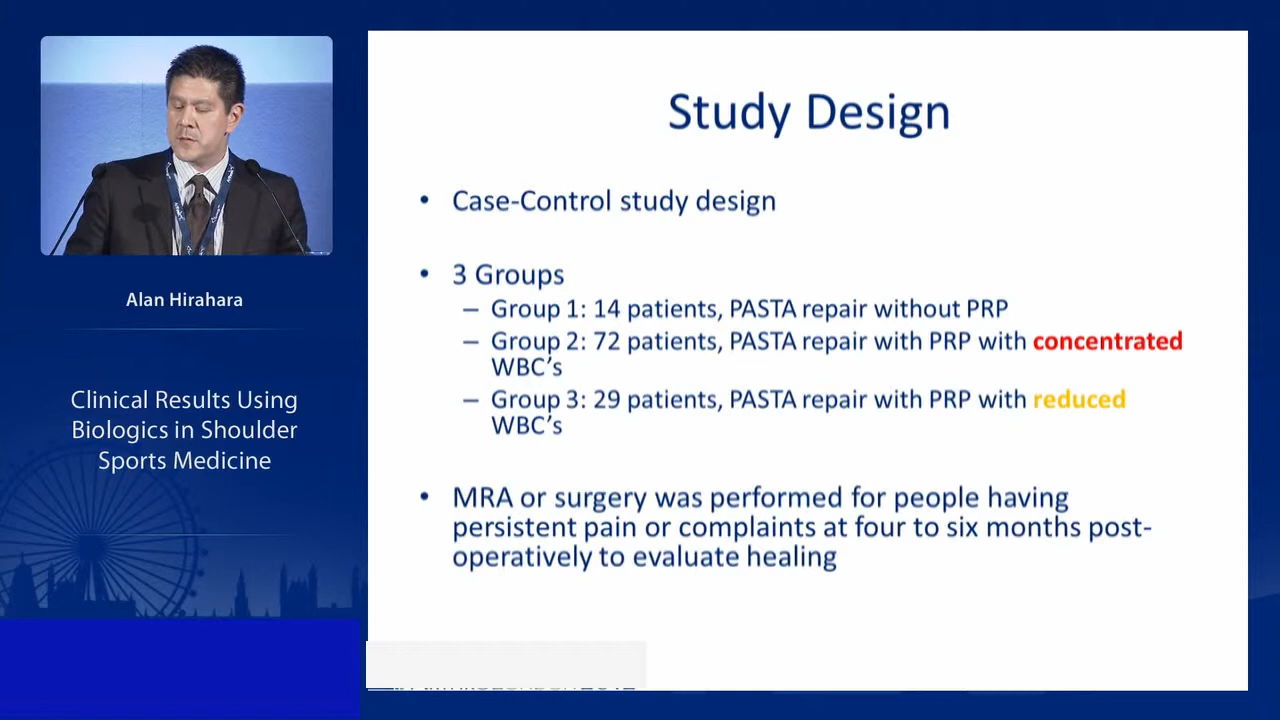 Study Design
• Case-Control study design
• 3 Groups
– Group 1: 14 patients, PASTA repair without PRP
– Group 2: 72 patients, PASTA repair with PRP with concentrated
WBC's
– Group 3: 29 patients, PASTA repair with PRP with reduced
WBC's
• MRA or surgery was performed for people having
persistent pain or complaints at four to six months post-
operatively to evaluate healing
Alan Hirahara
Clinical Results Using
Biologics in Shoulder
Sports Medicine